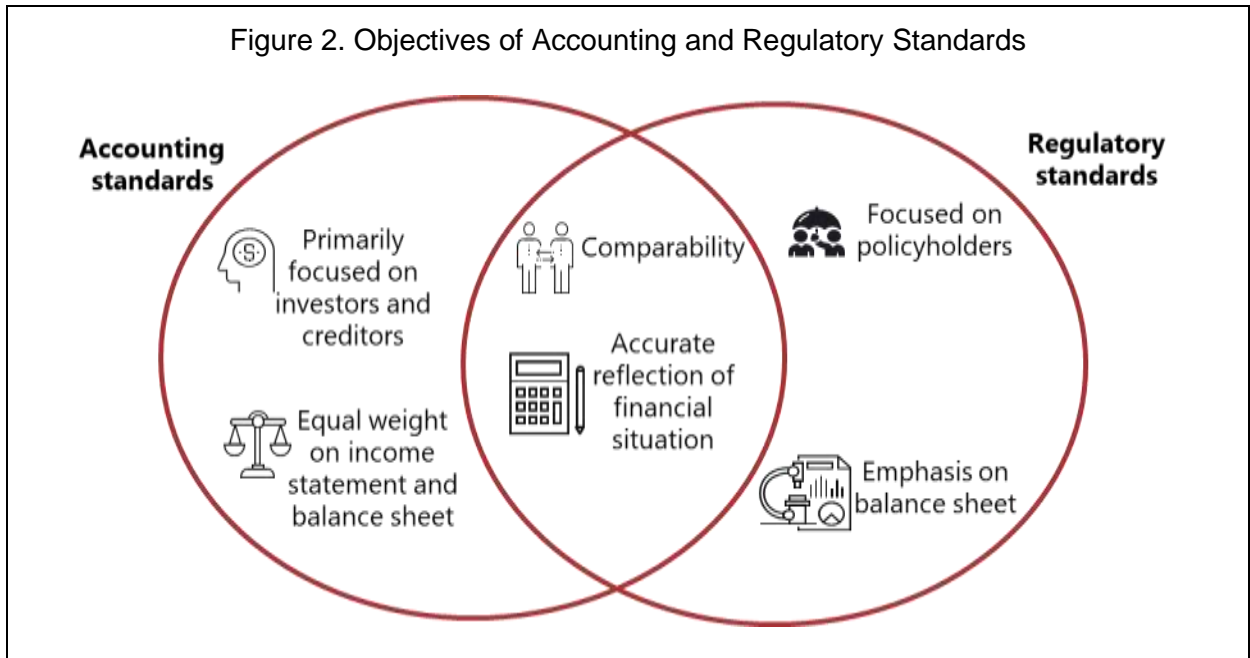 Figure 2. Objectives of Accounting and Regulatory Standards
Accounting
standards
Primarily
focused on
investors and
creditors
Equal weight
on income
statement and
balance sheet
Comparability
Accurate
reflection of
financial
situation
Regulatory
standards
Focused on
policyholders
Emphasis on
balance sheet